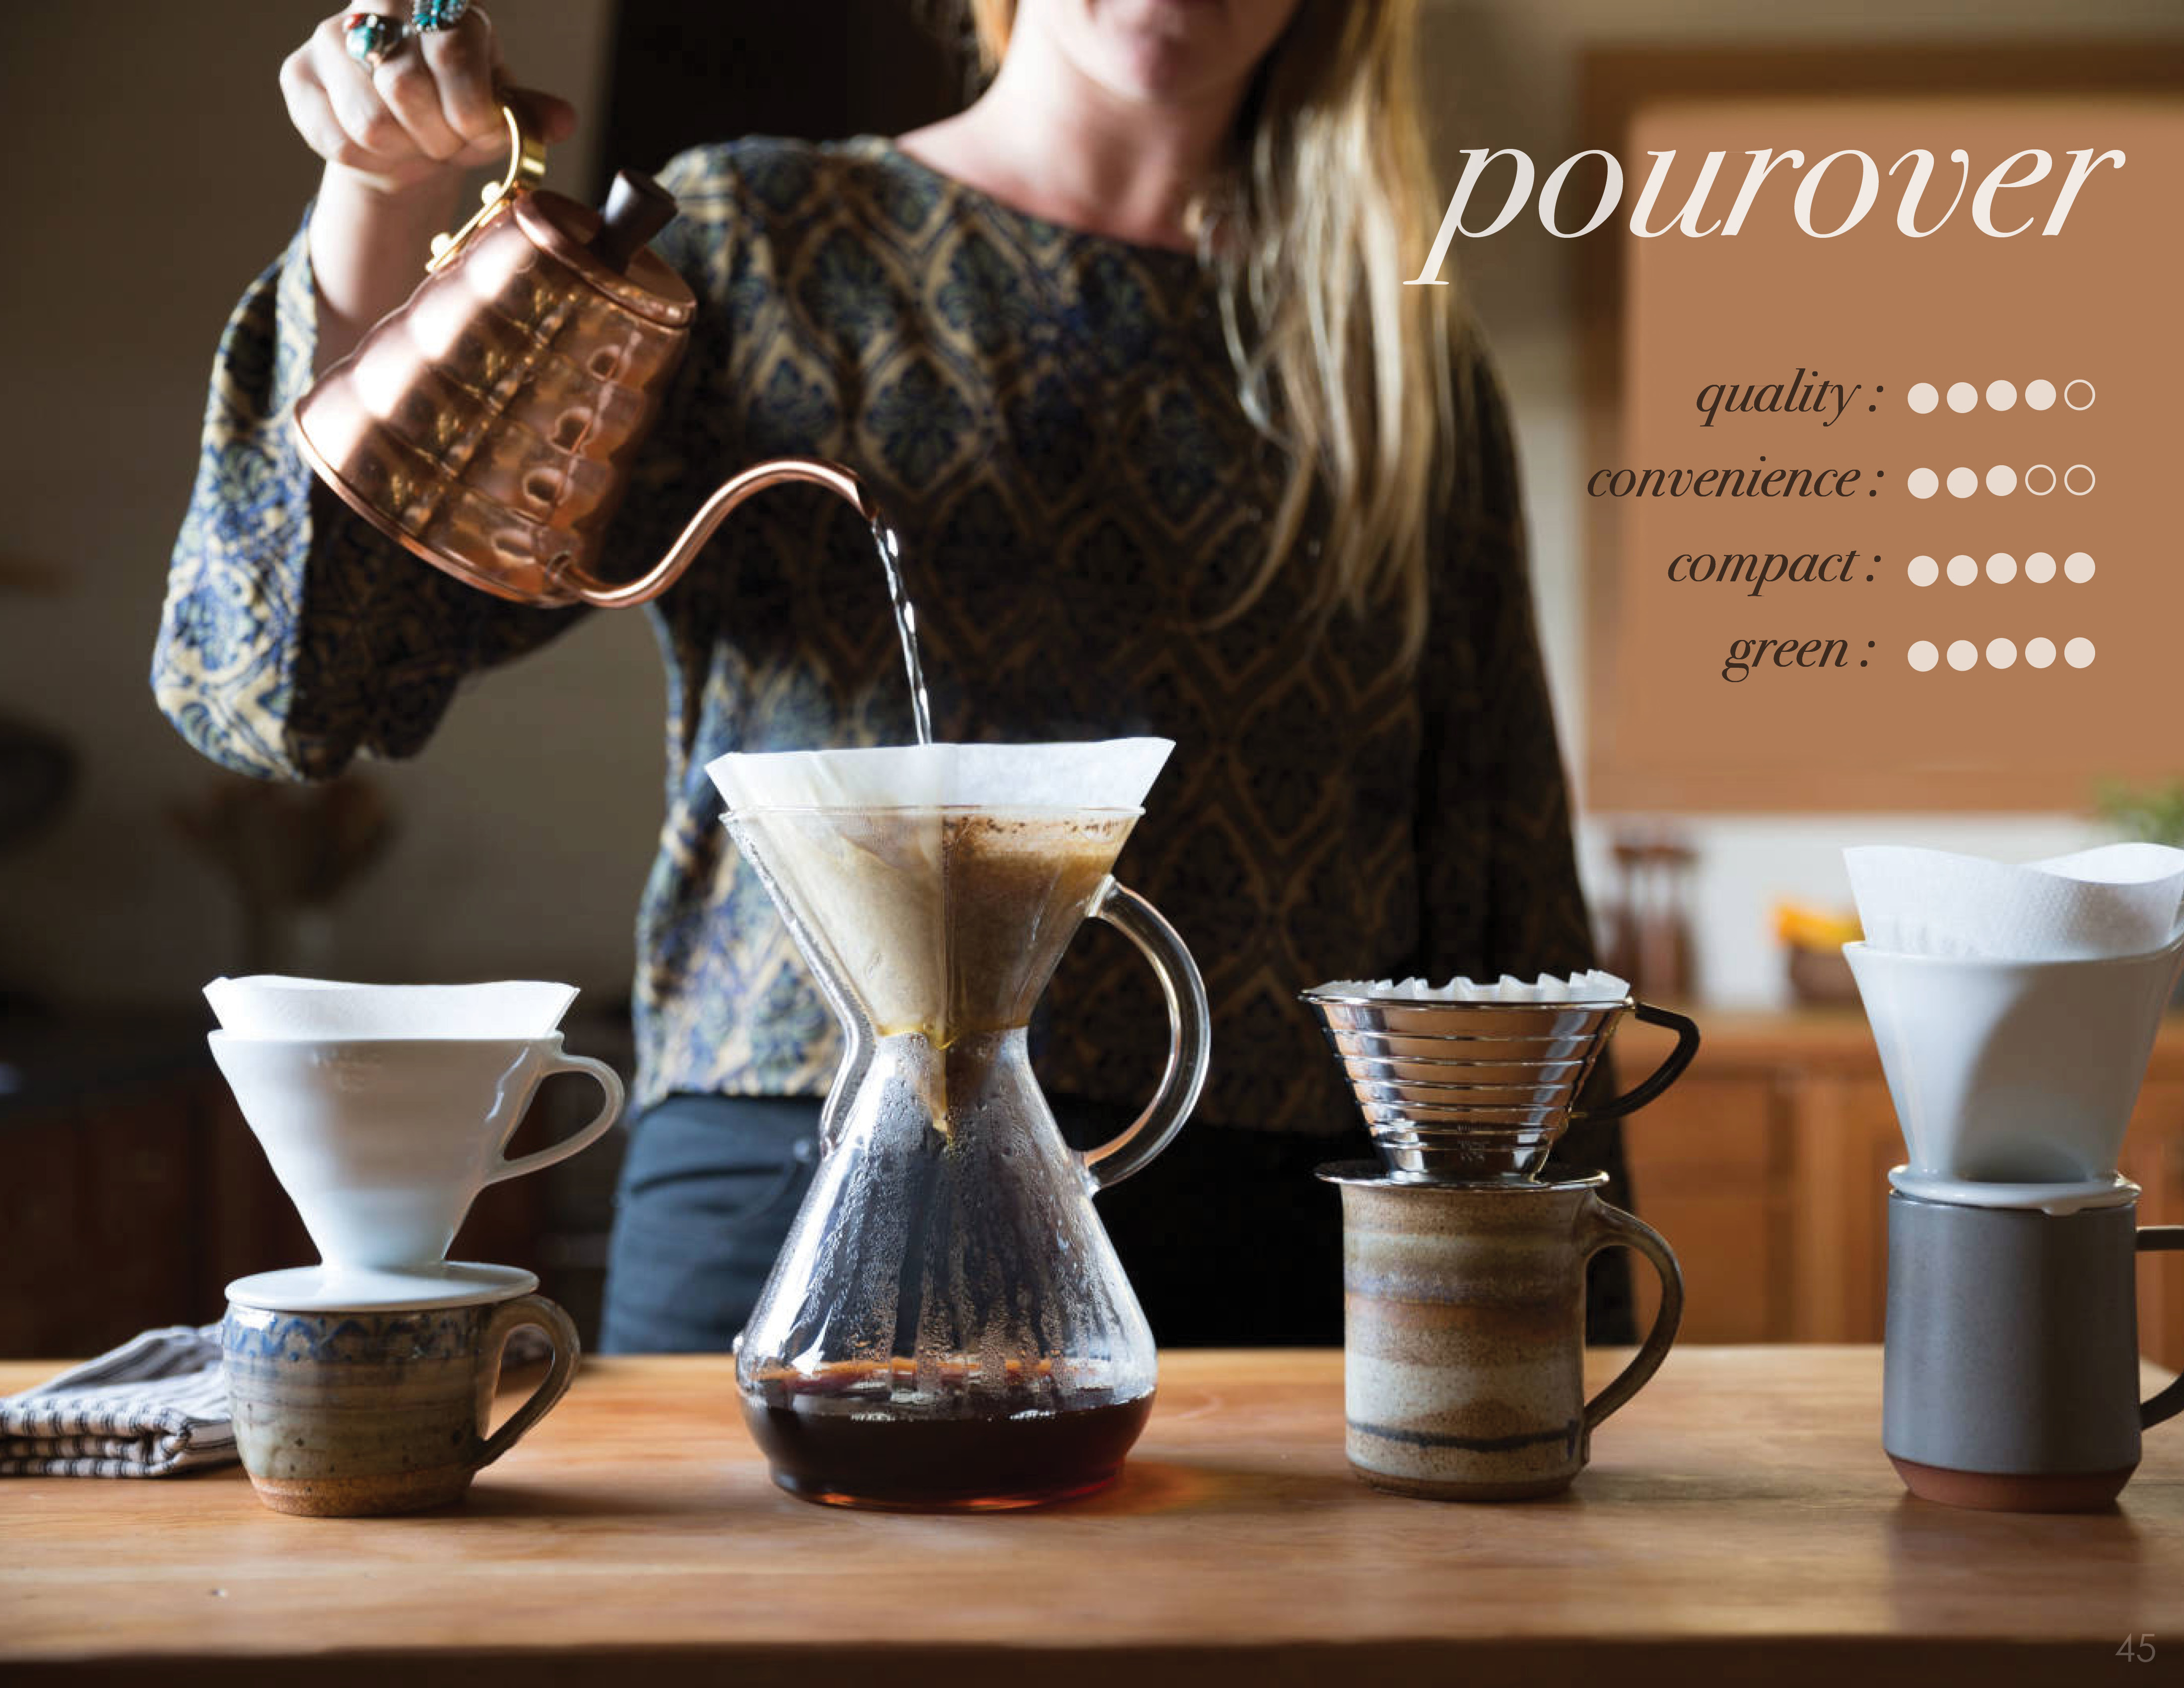 pourover
quality : ●●●●○
convenience : ●●●○○
compact : ●●●●●
green : ●●●●●
45